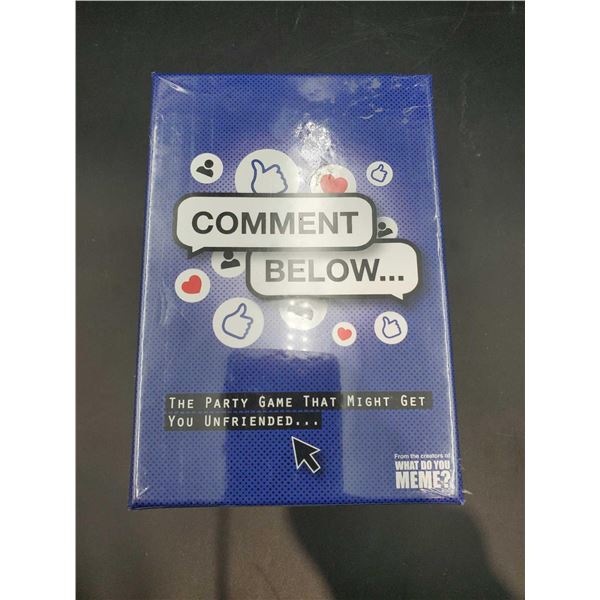 COMMENT
BELOW...
THE PARTY GAME THAT MIGHT GET
YOU UNFRIENDED...
From the creators of
WHAT DO YOU
MEME?